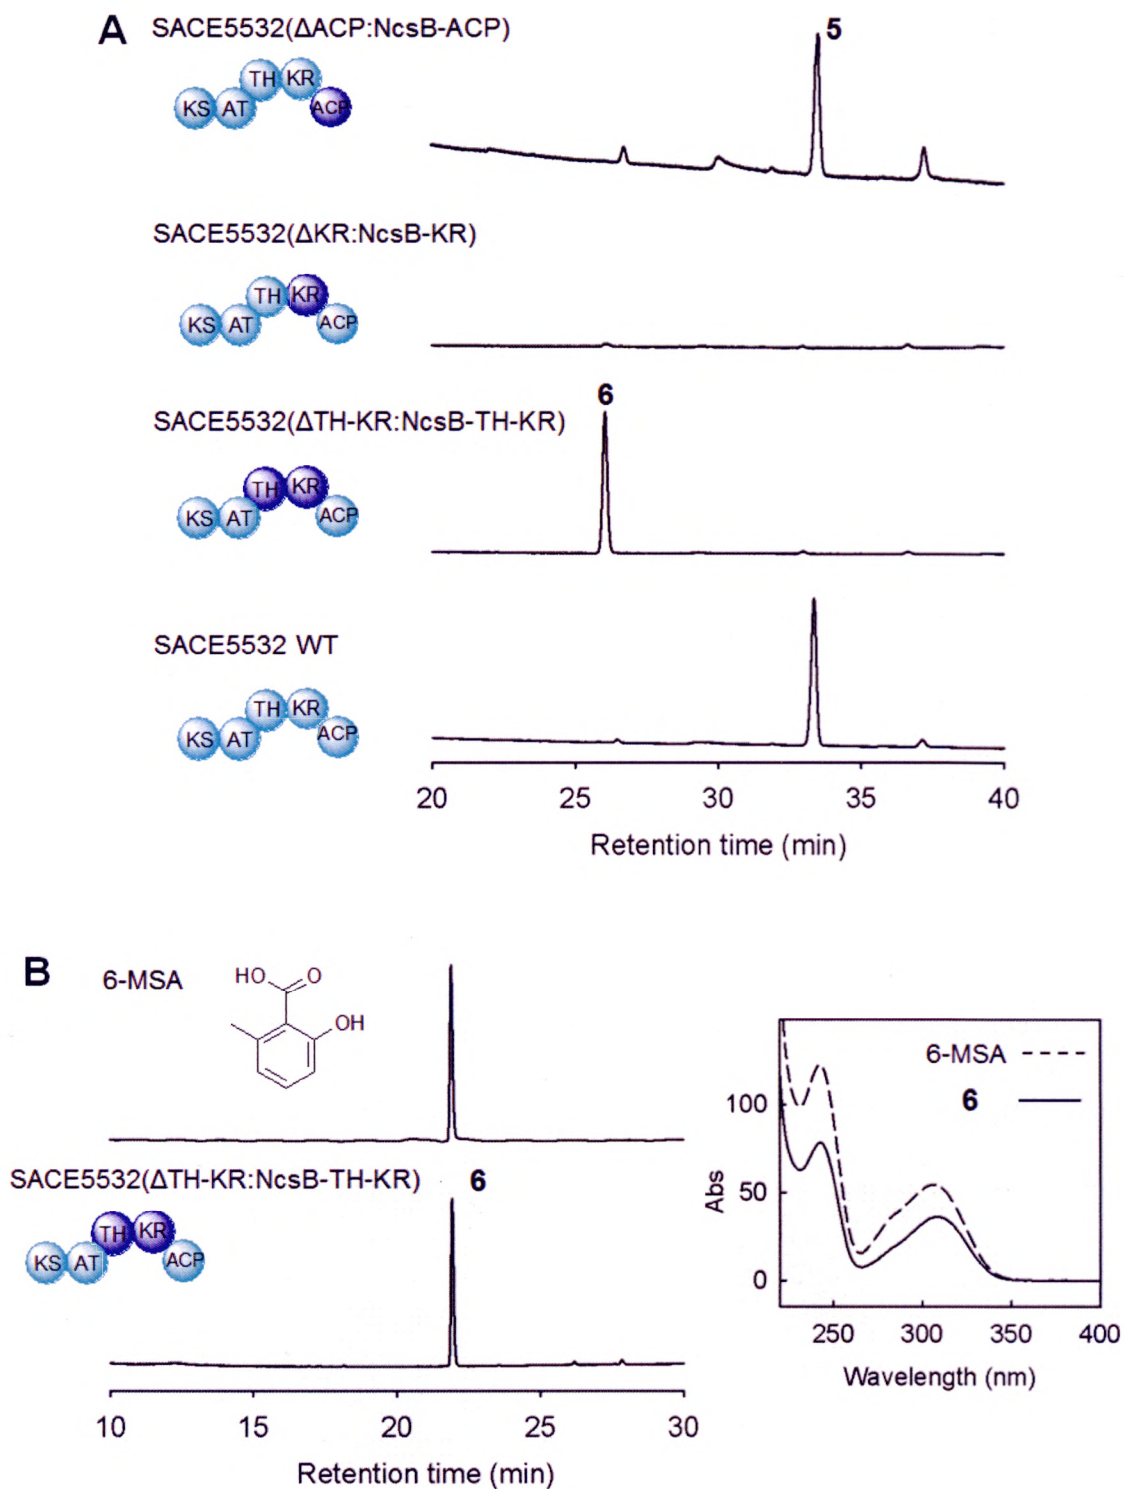 A SACE5532(ΔACP:NcsB-ACP) 5
TH KR
KS AT ACP
SACE5532(ΔKR:NcsB-KR)
TH KR
KS AT ACP
6
SACE5532(ΔTH-KR:NcsB-TH-KR)
TH KR
KS AT ACP
SACE5532 WT
TH KR
KS AT ACP
20 25 30 35 40
Retention time (min)
B 6-MSA HO O
OH
SACE5532(ΔTH-KR:NcsB-TH-KR) 6
TH KR
KS AT ACP
10 15 20 25 30
Retention time (min)
6-MSA
6
100
50
0
Abs
250 300 350 400
Wavelength (nm)